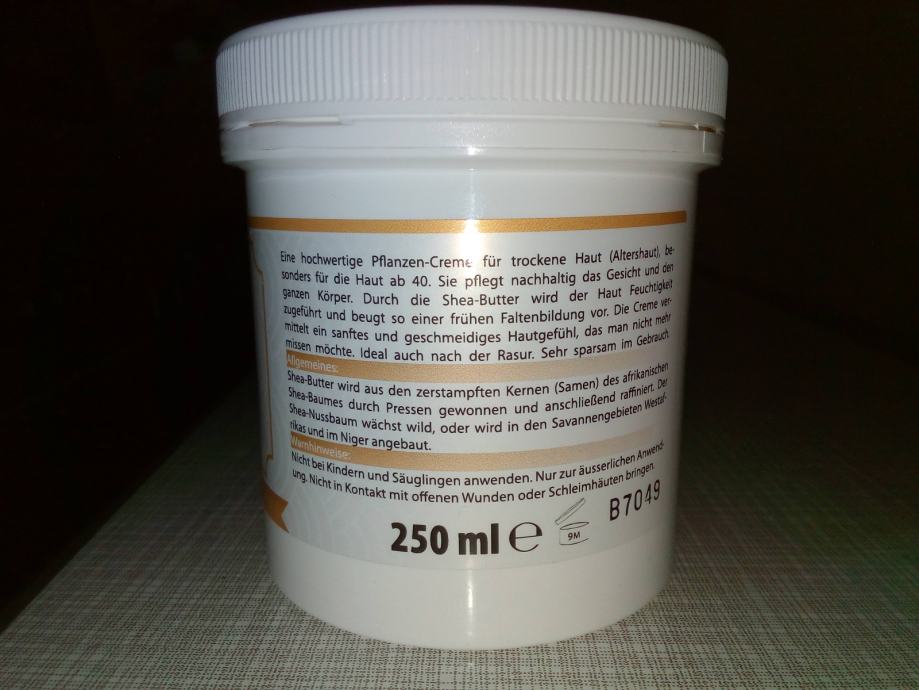 Eine hochwertige Pflanzen-Creme für trockene Haut (Altershaut), be-
sonders für die Haut ab 40. Sie pflegt nachhaltig das Gesicht und den
ganzen Körper. Durch die Shea-Butter wird der Haut Feuchtigkeit
zugeführt und beugt so einer frühen Faltenbildung vor. Die Creme ver-
mittelt ein sanftes und geschmeidiges Hautgefühl, das man nicht mehr
missen möchte. Ideal auch nach der Rasur. Sehr sparsam im Gebrauch.
Allgemeines:
Shea-Butter wird aus den zerstampften Kernen (Samen) des afrikanischen
Shea-Baumes durch Pressen gewonnen und anschließend raffiniert. Der
Shea-Nussbaum wächst wild, oder wird in den Savannengebieten Westaf-
rikas und im Niger angebaut.
Warnhinweise:
Nicht bei Kindern und Säuglingen anwenden. Nur zur äusserlichen Anwend-
ung. Nicht in Kontakt mit offenen Wunden oder Schleimhäuten bringen.
250 ml ℮ 9M B7049